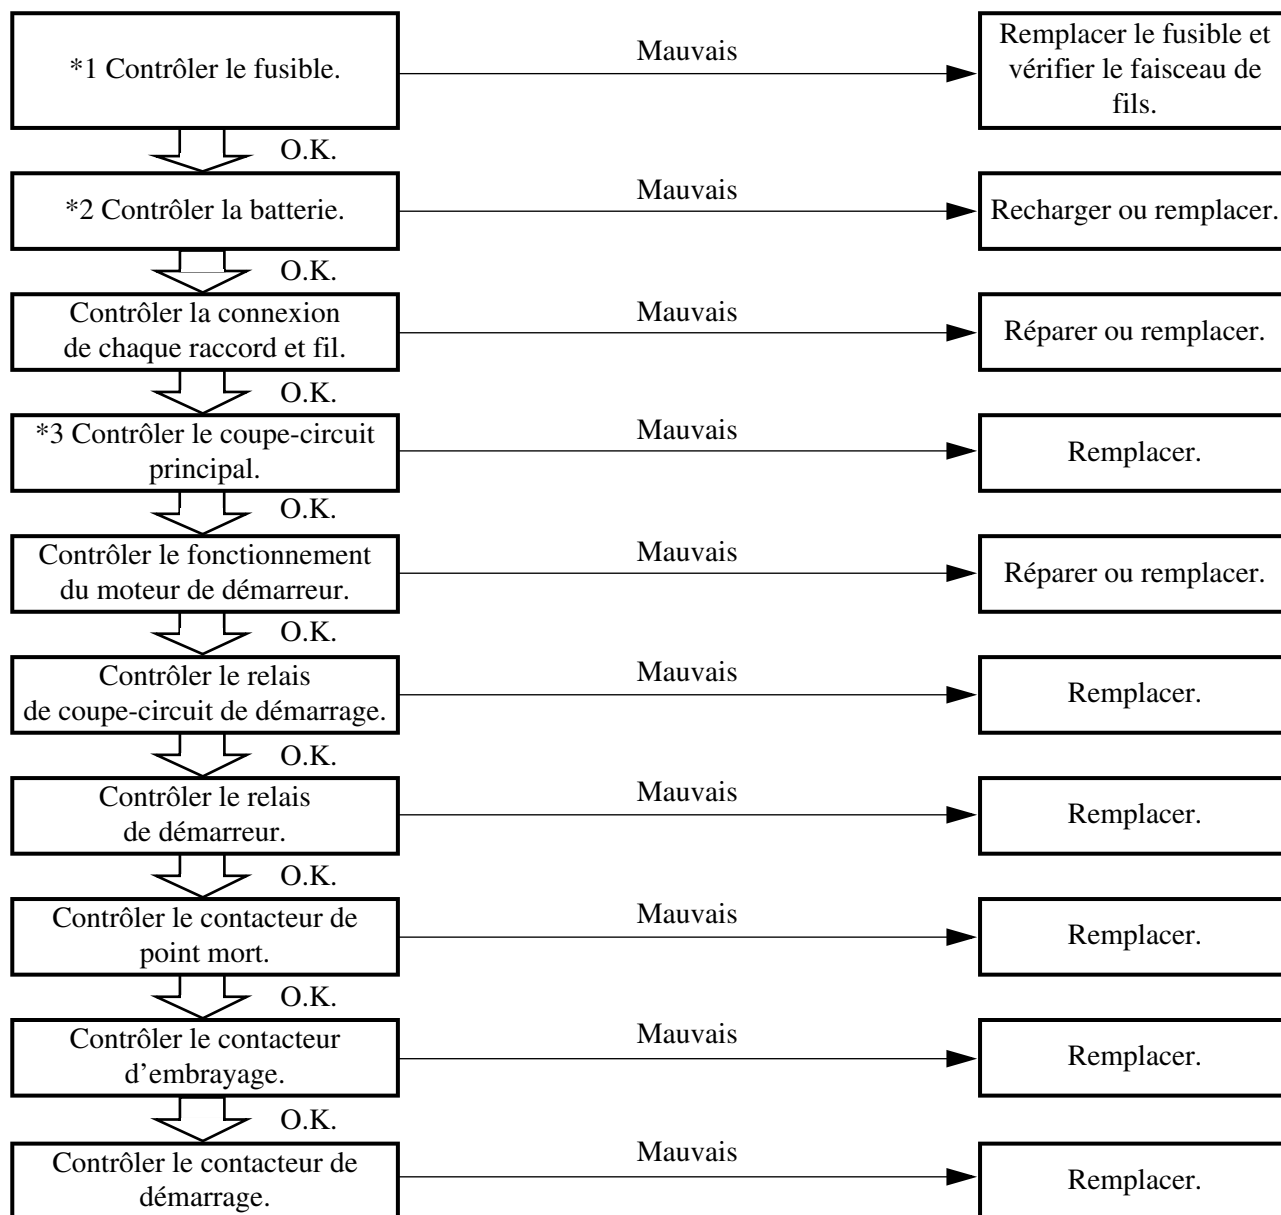 *1 Contrôler le fusible.
Mauvais
Remplacer le fusible et
vérifier le faisceau de
fils.
O.K.
*2 Contrôler la batterie.
Mauvais
Recharger ou remplacer.
O.K.
Contrôler la connexion
de chaque raccord et fil.
Mauvais
Réparer ou remplacer.
O.K.
*3 Contrôler le coupe-circuit
principal.
Mauvais
Remplacer.
O.K.
Contrôler le fonctionnement
du moteur de démarreur.
Mauvais
Réparer ou remplacer.
O.K.
Contrôler le relais
de coupe-circuit de démarrage.
Mauvais
Remplacer.
O.K.
Contrôler le relais
de démarreur.
Mauvais
Remplacer.
O.K.
Contrôler le contacteur de
point mort.
Mauvais
Remplacer.
O.K.
Contrôler le contacteur
d’embrayage.
Mauvais
Remplacer.
O.K.
Contrôler le contacteur de
démarrage.
Mauvais
Remplacer.